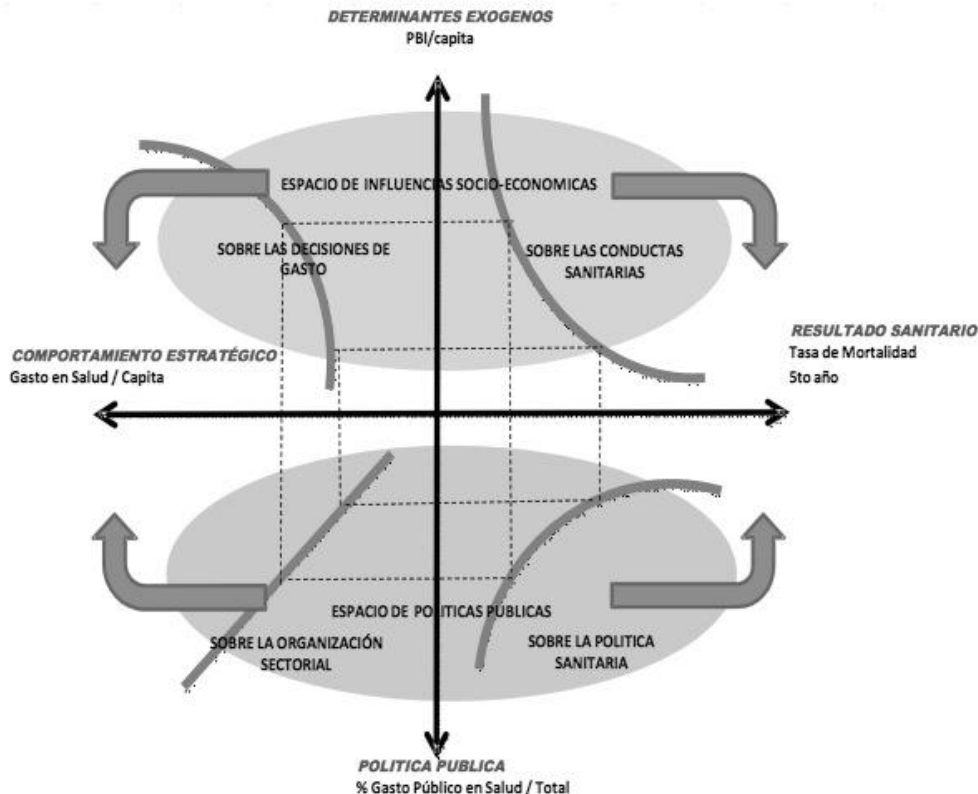 DETERMINANTES EXOGENOS
PBI/capita
ESPACIO DE INFLUENCIAS SOCIO-ECONOMICAS
SOBRE LAS DECISIONES DE
GASTO
SOBRE LAS CONDUCTAS
SANITARIAS
COMPORTAMIENTO ESTRATÉGICO
Gasto en Salud / Capita
RESULTADO SANITARIO
Tasa de Mortalidad
5to año
ESPACIO DE POLITICAS PÚBLICAS
SOBRE LA ORGANIZACIÓN
SECTORIAL
SOBRE LA POLITICA
SANITARIA
POLITICA PUBLICA
% Gasto Público en Salud / Total